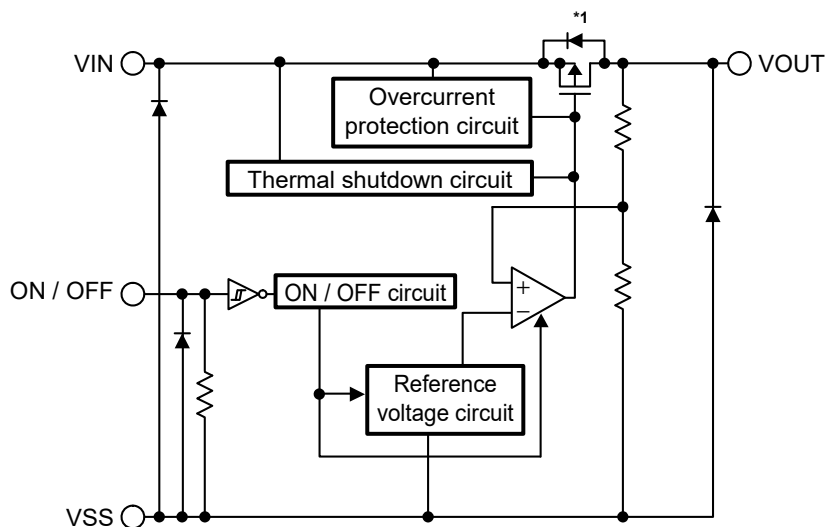 *1
VIN
VOUT
Overcurrent
protection circuit
Thermal shutdown circuit
ON / OFF
ON / OFF circuit
+
−
Reference
voltage circuit
VSS